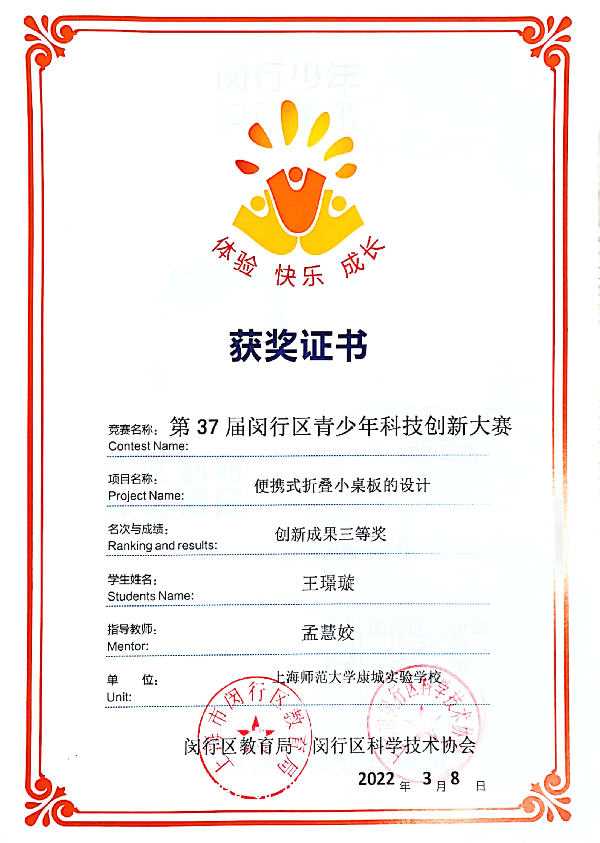 体验 快乐 成长
获奖证书
竞赛名称： 第 37 届闵行区青少年科技创新大赛
Contest Name:
项目名称： 便携式折叠小桌板的设计
Project Name:
名次与成绩： 创新成果三等奖
Ranking and results:
学生姓名： 王璟璇
Students Name:
指导教师： 孟慧姣
Mentor:
单 位： 上海师范大学康城实验学校
Unit:
上海市闵行区教育局
闵行区科学技术协
闵行区教育局 闵行区科学技术协会
2022 年 3 月 8 日